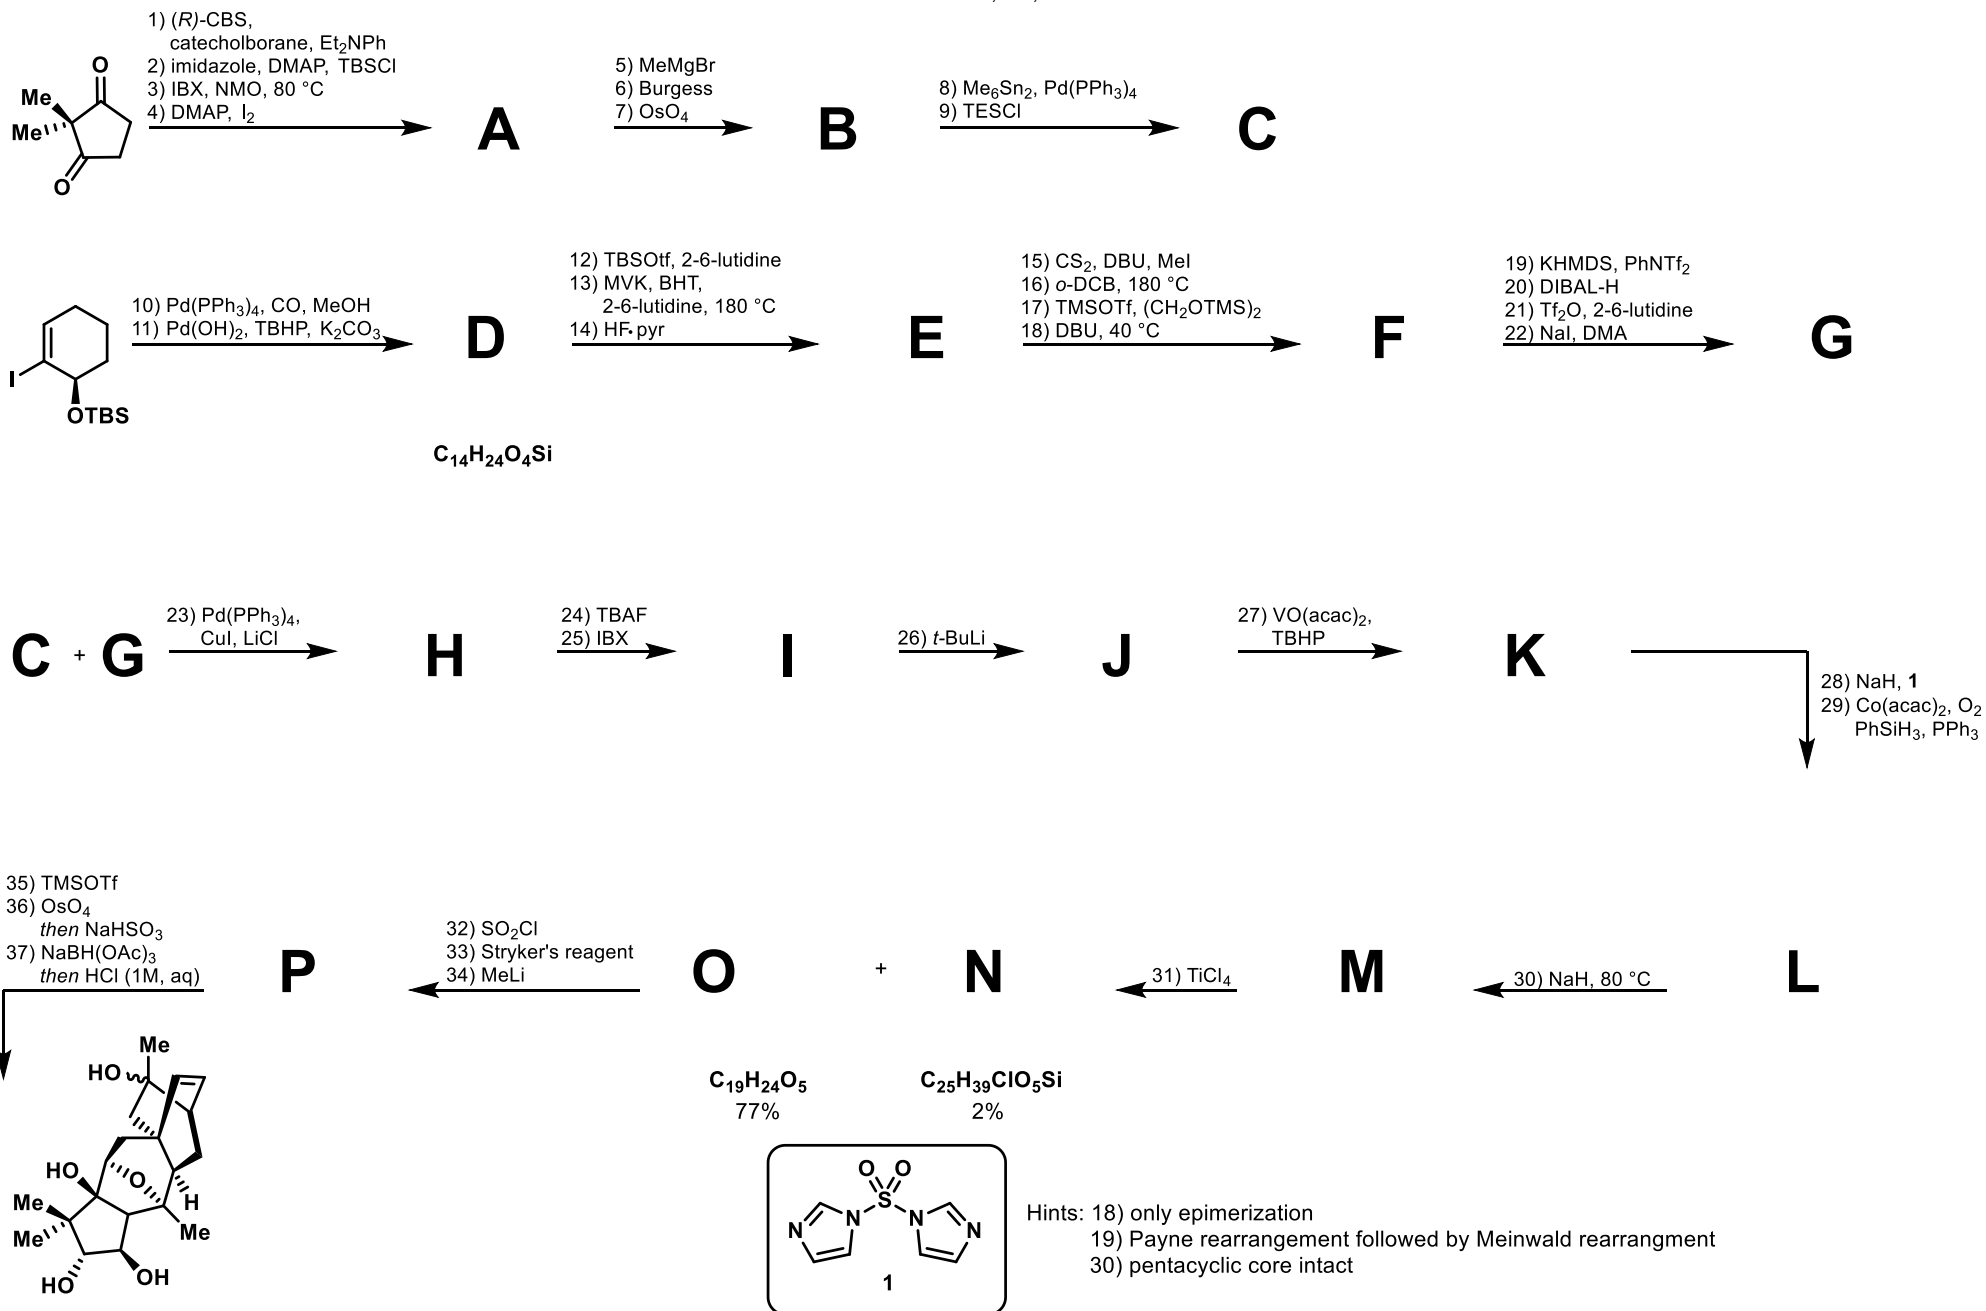 1) (R)-CBS,
catecholborane, Et2NPh
2) imidazole, DMAP, TBSCl
3) IBX, NMO, 80 °C
4) DMAP, I2
O
Me
Me
O
A
5) MeMgBr
6) Burgess
7) OsO4
B
8) Me6Sn2, Pd(PPh3)4
9) TESCl
C
I
OTBS
10) Pd(PPh3)4, CO, MeOH
11) Pd(OH)2, TBHP, K2CO3
D
C14H24O4Si
12) TBSOtf, 2-6-lutidine
13) MVK, BHT,
2-6-lutidine, 180 °C
14) HF•pyr
E
15) CS2, DBU, MeI
16) o-DCB, 180 °C
17) TMSOTf, (CH2OTMS)2
18) DBU, 40 °C
F
19) KHMDS, PhNTf2
20) DIBAL-H
21) Tf2O, 2-6-lutidine
22) NaI, DMA
G
C + G
23) Pd(PPh3)4,
CuI, LiCl
H
24) TBAF
25) IBX
I
26) t-BuLi
J
27) VO(acac)2,
TBHP
K
28) NaH, 1
29) Co(acac)2, O2
PhSiH3, PPh3
35) TMSOTf
36) OsO4
then NaHSO3
37) NaBH(OAc)3
then HCl (1M, aq)
P
32) SO2Cl
33) Stryker's reagent
34) MeLi
O + N
31) TiCl4
M
30) NaH, 80 °C
L
C19H24O5
77%
C25H39ClO5Si
2%
Me
HO
HO
O
H
Me
Me
Me
HO
OH
O O
S
N N N N
1
Hints: 18) only epimerization
19) Payne rearrangement followed by Meinwald rearrangment
30) pentacyclic core intact